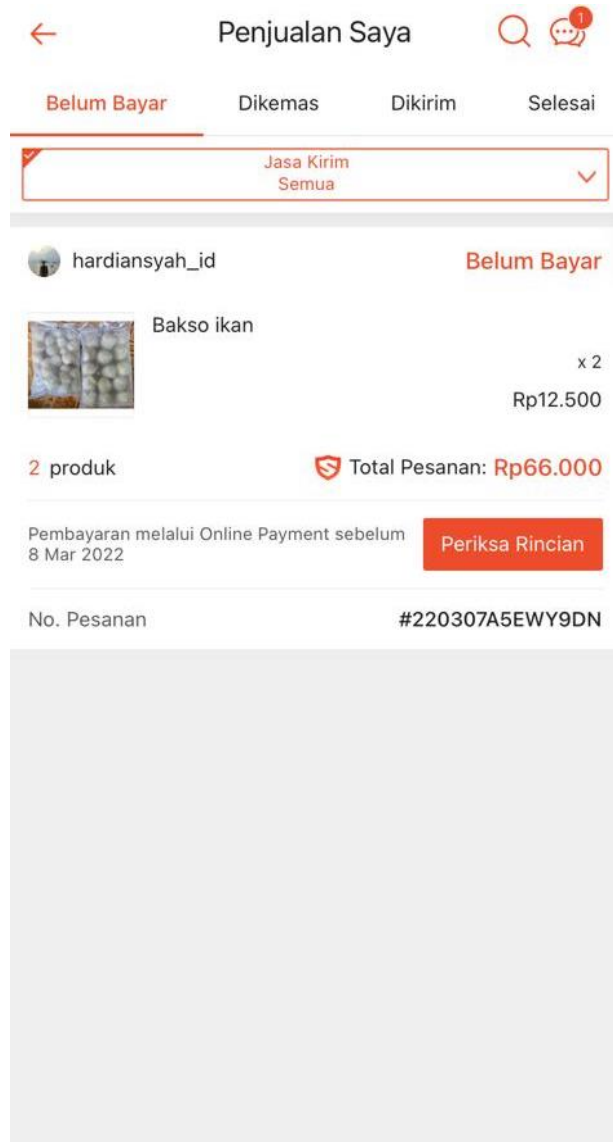 Penjualan Saya
1
Belum Bayar Dikemas Dikirim Selesai
Jasa Kirim
Semua
hardiansyah_id Belum Bayar
Bakso ikan
x 2
Rp12.500
2 produk Total Pesanan: Rp66.000
Pembayaran melalui Online Payment sebelum
8 Mar 2022
Periksa Rincian
No. Pesanan #220307A5EWY9DN